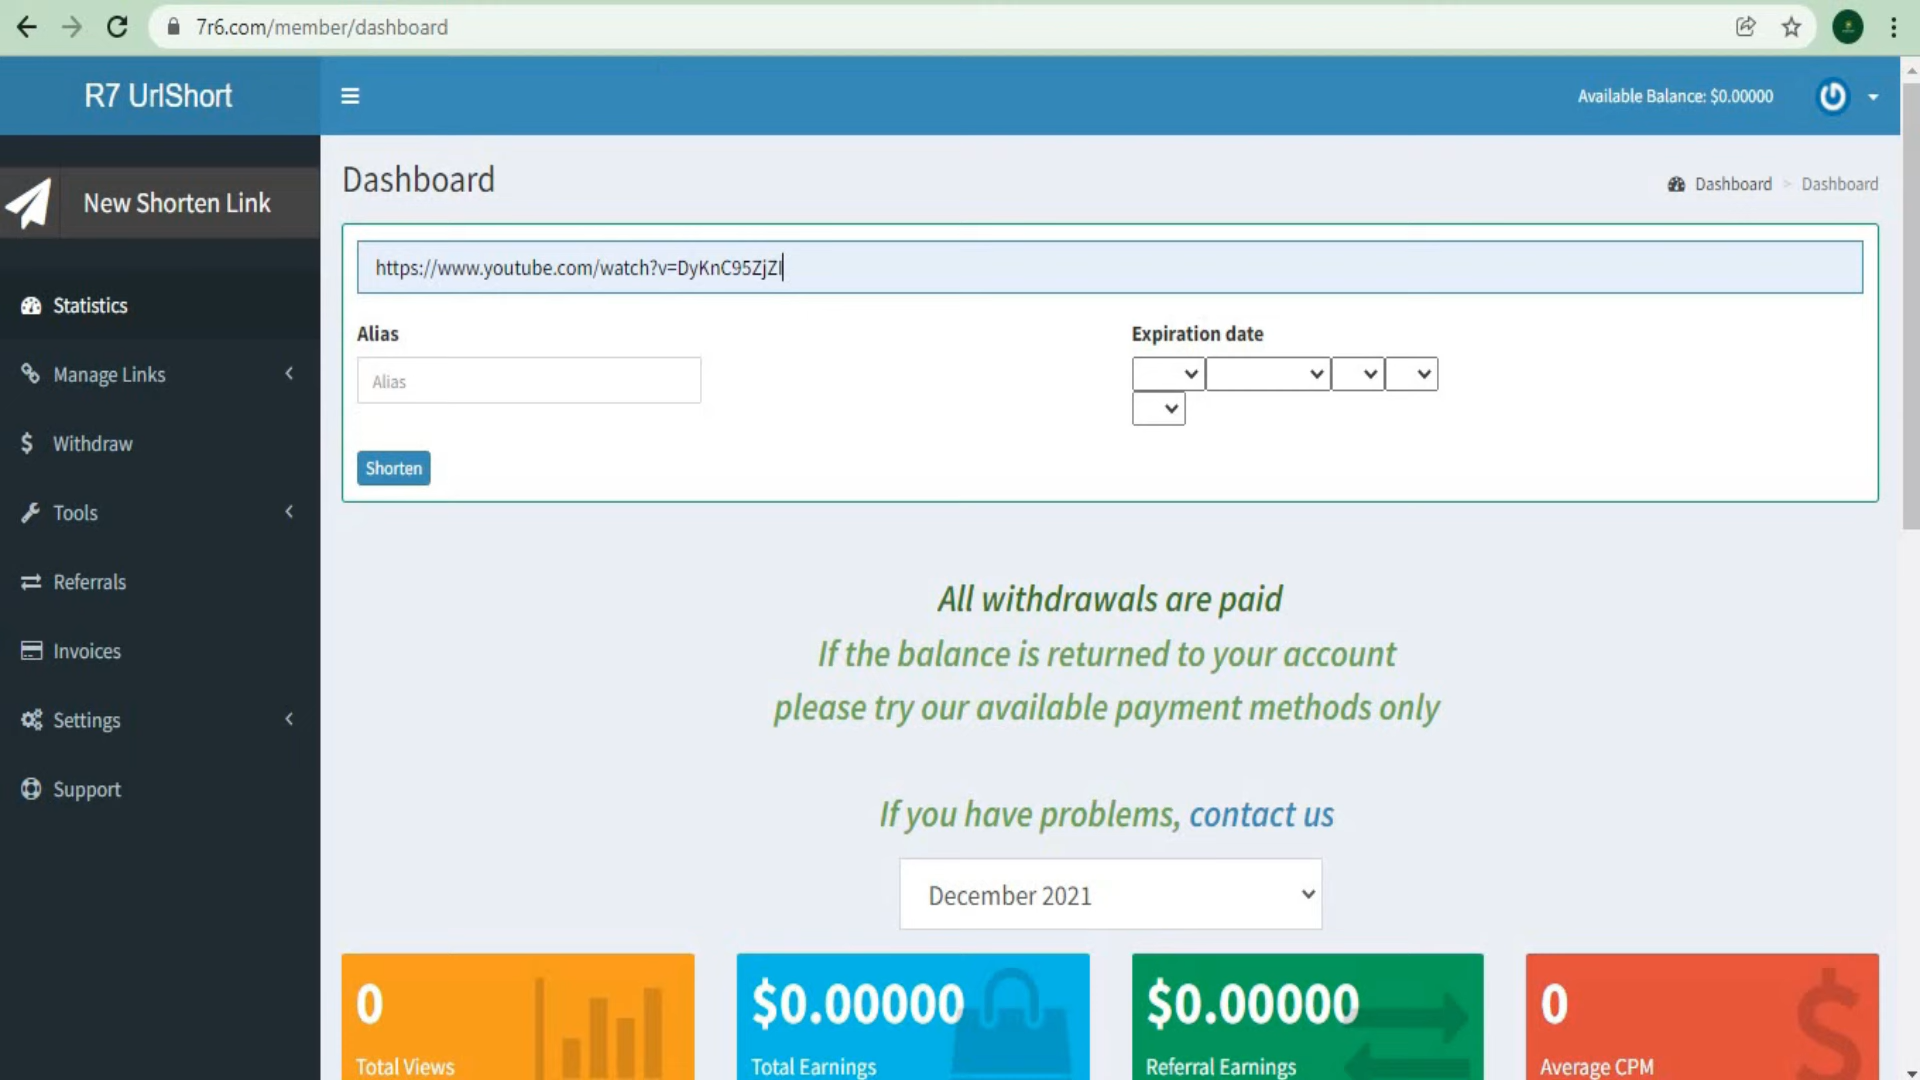 7r6.com/member/dashboard
R7 UrlShort
Available Balance: $0.00000
New Shorten Link
Dashboard
Dashboard > Dashboard
https://www.youtube.com/watch?v=DyKnC95ZjZI
Statistics
Alias
Expiration date
Alias
Manage Links
Withdraw
Shorten
Tools
Referrals
All withdrawals are paid
If the balance is returned to your account
please try our available payment methods only
Invoices
Settings
Support
If you have problems, contact us
December 2021
0
Total Views
$0.00000
Total Earnings
$0.00000
Referral Earnings
0
Average CPM